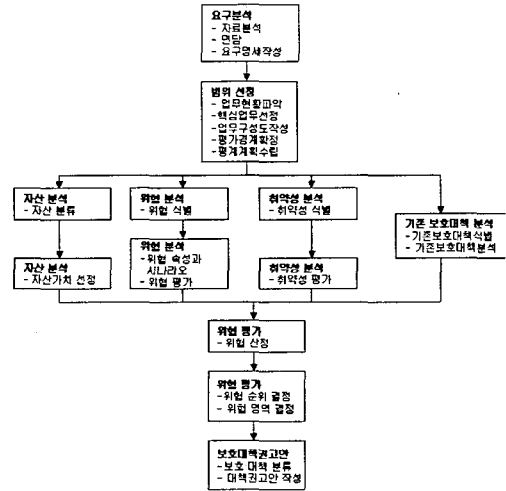 요구분석
- 자료분석
- 면담
- 요구명세작성
범위 선정
- 업무현황파악
-핵심업무선정
-업무구성도작성
-평가경계확정
-평계계획수립
자산 분석
- 자산 분류
위협 분석
-위협 식별
취약성 분석
-취약성 식별
기존 보호대책 분석
-기존보호대책식별
- 기존보호대책분석
자산 분석
-자산가치 선정
위협 분석
-위협 속성과
시나리오
- 위협 평가
취약성 분석
-취약성 평가
위험 평가
- 위험 산정
위험 평가
-위험 순위 결정
- 위험 영역 결정
보호대책권고안
-보호 대책 분류
- 대책권고안 작성